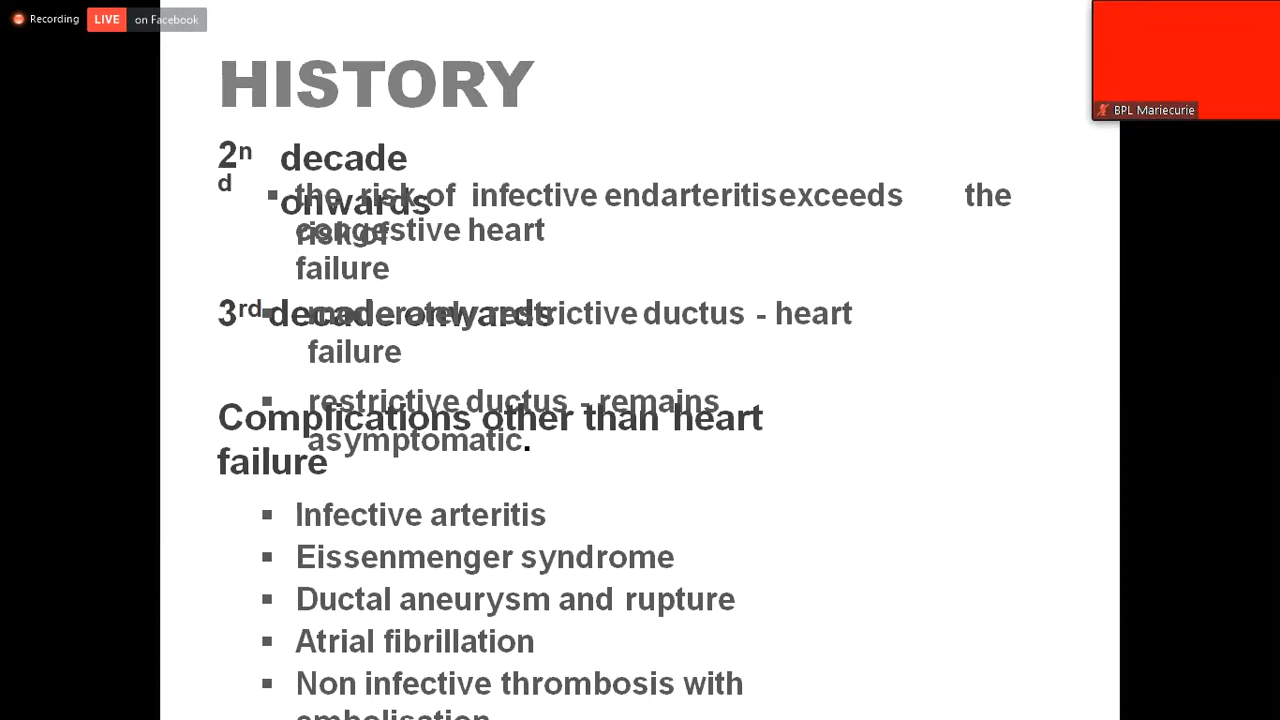 Recording LIVE on Facebook
BPL Mariecurie
HISTORY
2nd decade onwards
▪ the risk of infective endarteritisexceeds the
risk of
congestive heart
failure
3rd decade onwards
▪ moderately restrictive ductus - heart
failure
▪ restrictive ductus - remains
asymptomatic.
Complications other than heart
failure
▪ Infective arteritis
▪ Eissenmenger syndrome
▪ Ductal aneurysm and rupture
▪ Atrial fibrillation
▪ Non infective thrombosis with
embolisation